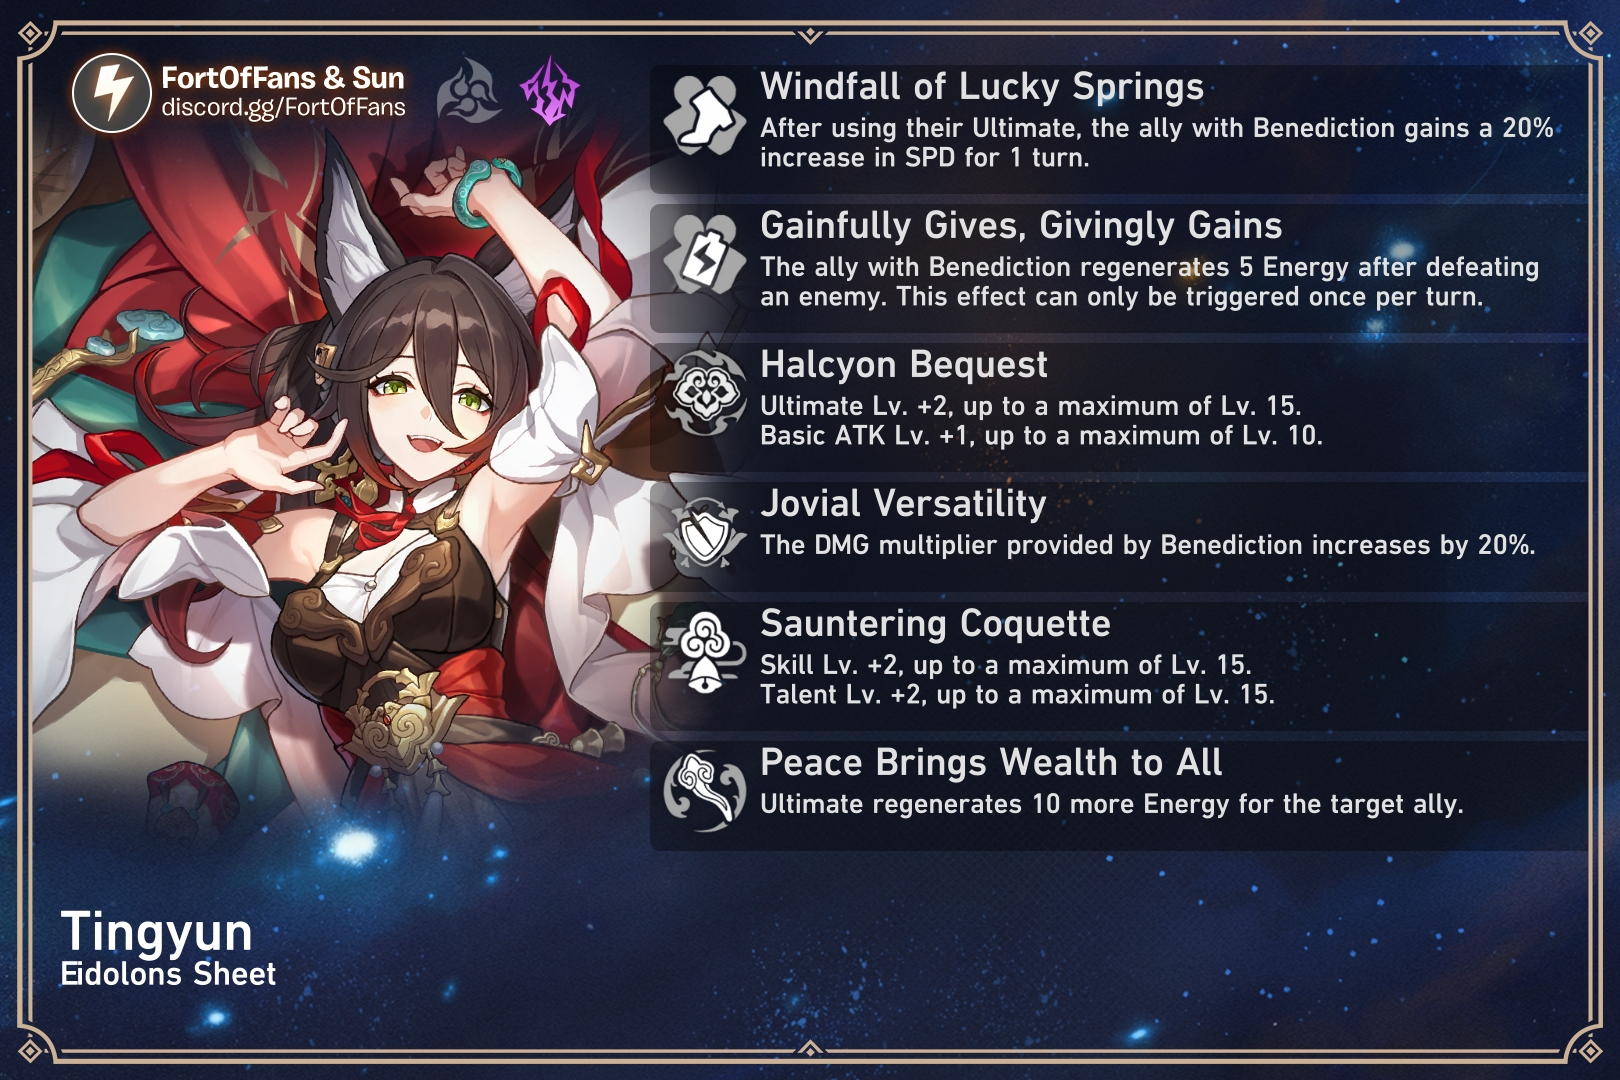 FortOfFans & Sun
discord.gg/FortOfFans
Windfall of Lucky Springs
After using their Ultimate, the ally with Benediction gains a 20%
increase in SPD for 1 turn.
Gainfully Gives, Givingly Gains
The ally with Benediction regenerates 5 Energy after defeating
an enemy. This effect can only be triggered once per turn.
Halcyon Bequest
Ultimate Lv. +2, up to a maximum of Lv. 15.
Basic ATK Lv. +1, up to a maximum of Lv. 10.
Jovial Versatility
The DMG multiplier provided by Benediction increases by 20%.
Sauntering Coquette
Skill Lv. +2, up to a maximum of Lv. 15.
Talent Lv. +2, up to a maximum of Lv. 15.
Peace Brings Wealth to All
Ultimate regenerates 10 more Energy for the target ally.
Tingyun
Eidolons Sheet